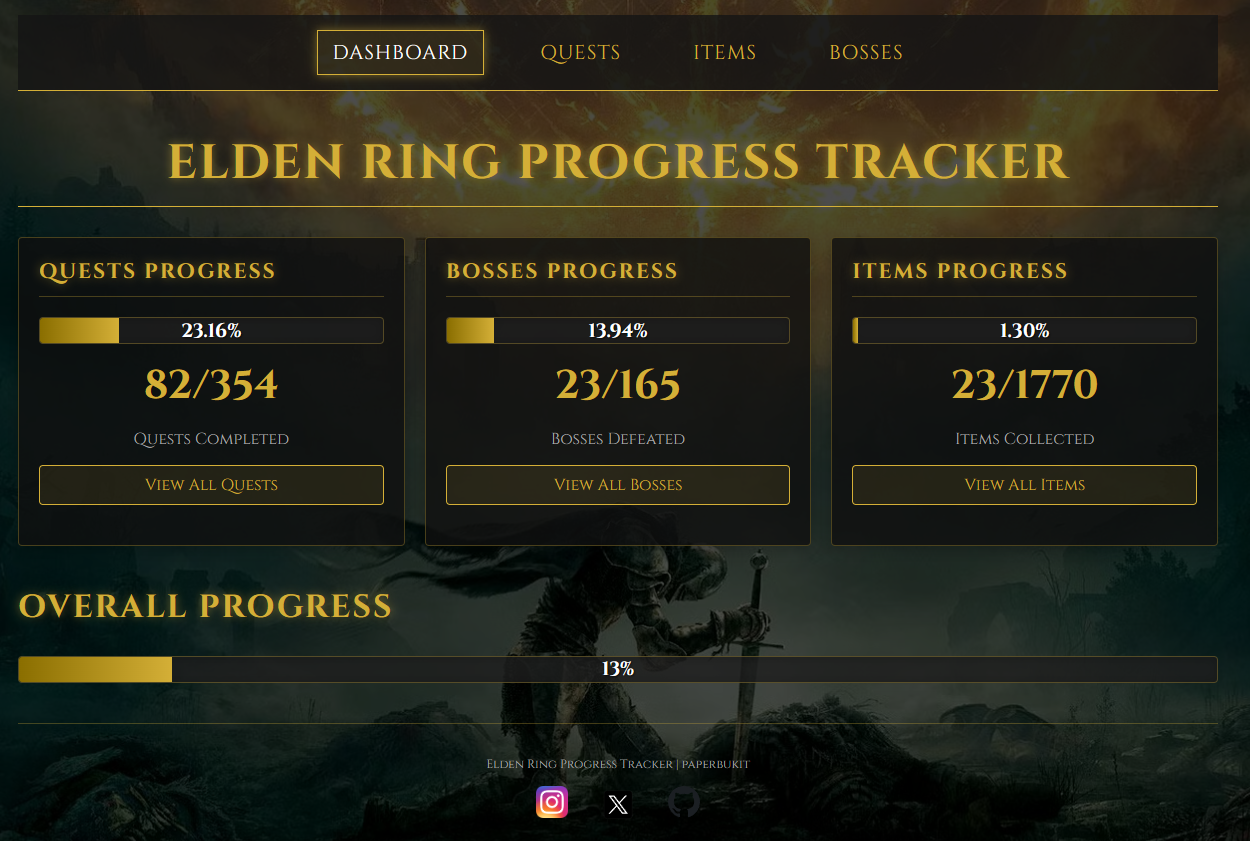 DASHBOARD QUESTS ITEMS BOSSES
ELDEN RING PROGRESS TRACKER
QUESTS PROGRESS
23.16%
82/354
QUESTS COMPLETED
VIEW ALL QUESTS
BOSSES PROGRESS
13.94%
23/165
BOSSES DEFEATED
VIEW ALL BOSSES
ITEMS PROGRESS
1.30%
23/1770
ITEMS COLLECTED
VIEW ALL ITEMS
OVERALL PROGRESS
13%
ELDEN RING PROGRESS TRACKER | PAPERBUKIT